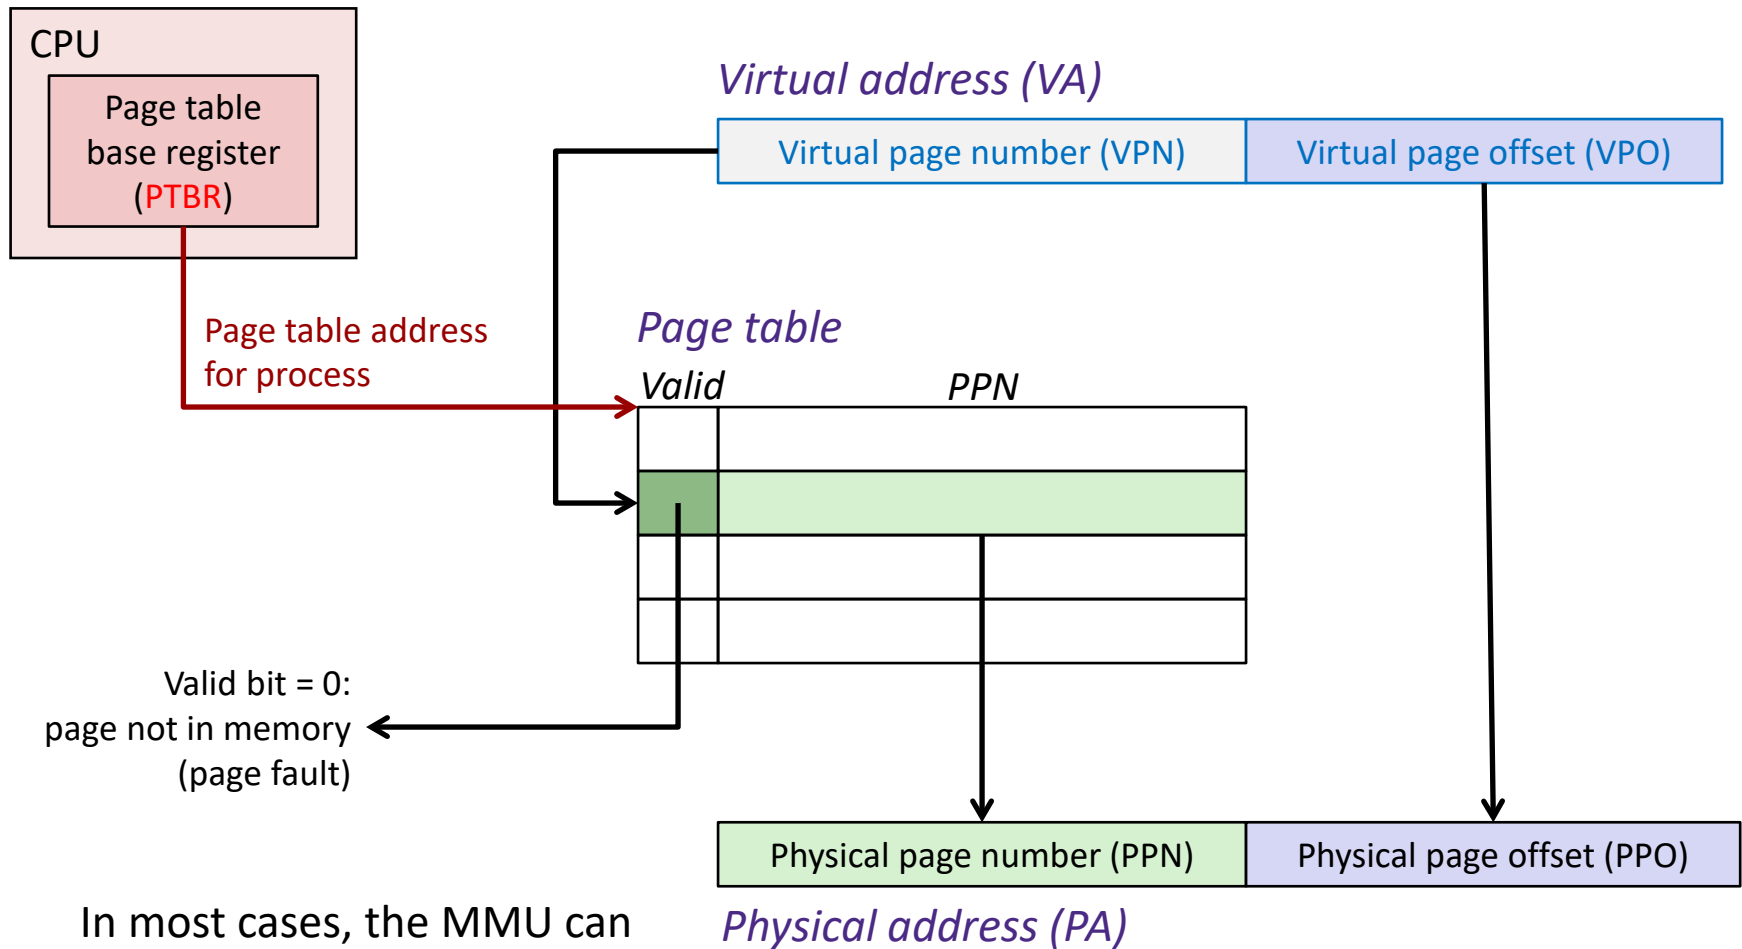 CPU
Page table
base register
(PTBR)
Virtual address (VA)
Virtual page number (VPN)
Virtual page offset (VPO)
Page table address
for process
Page table
Valid
PPN
Valid bit = 0:
page not in memory
(page fault)
Physical page number (PPN)
Physical page offset (PPO)
In most cases, the MMU can
Physical address (PA)